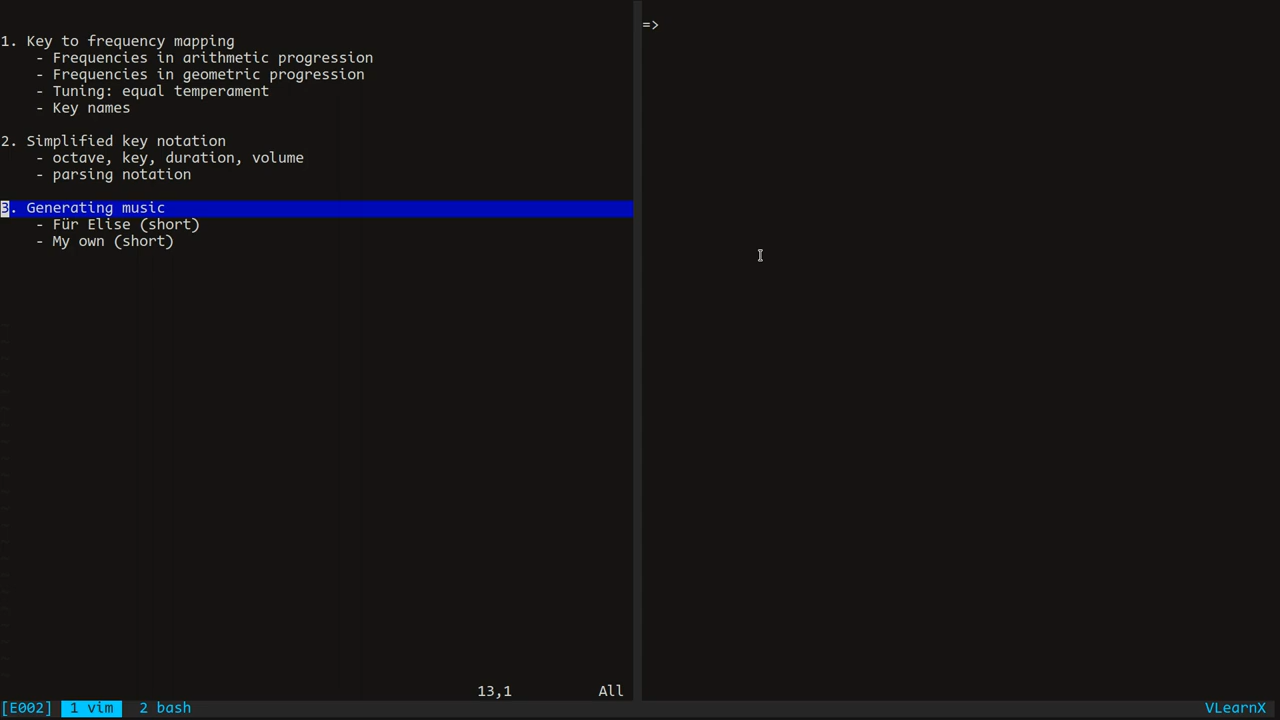 1. Key to frequency mapping
- Frequencies in arithmetic progression
- Frequencies in geometric progression
- Tuning: equal temperament
- Key names
2. Simplified key notation
- octave, key, duration, volume
- parsing notation
3. Generating music
- Für Elise (short)
- My own (short)
13,1 All
=>
[E002] 1 vim 2 bash VLearnX